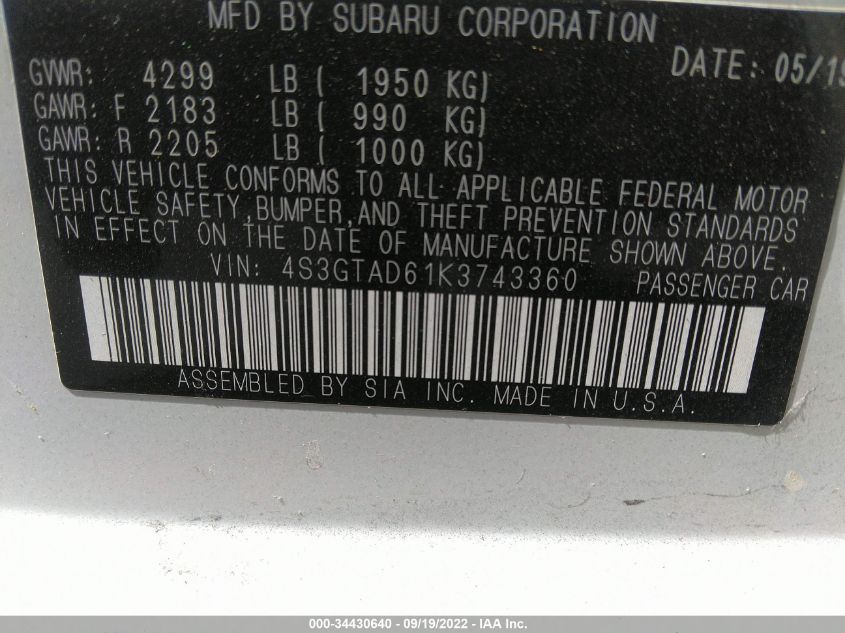 MFD BY SUBARU CORPORATION
DATE: 05/19
GVWR: 4299 LB ( 1950 KG)
GAWR: F 2183 LB ( 990 KG)
GAWR: R 2205 LB ( 1000 KG)
THIS VEHICLE CONFORMS TO ALL APPLICABLE FEDERAL MOTOR
VEHICLE SAFETY, BUMPER, AND THEFT PREVENTION STANDARDS
IN EFFECT ON THE DATE OF MANUFACTURE SHOWN ABOVE.
VIN: 4S3GTAD61K3743360 PASSENGER CAR
ASSEMBLED BY SIA INC. MADE IN U.S.A.
000-34430640 - 09/19/2022 - IAA Inc.